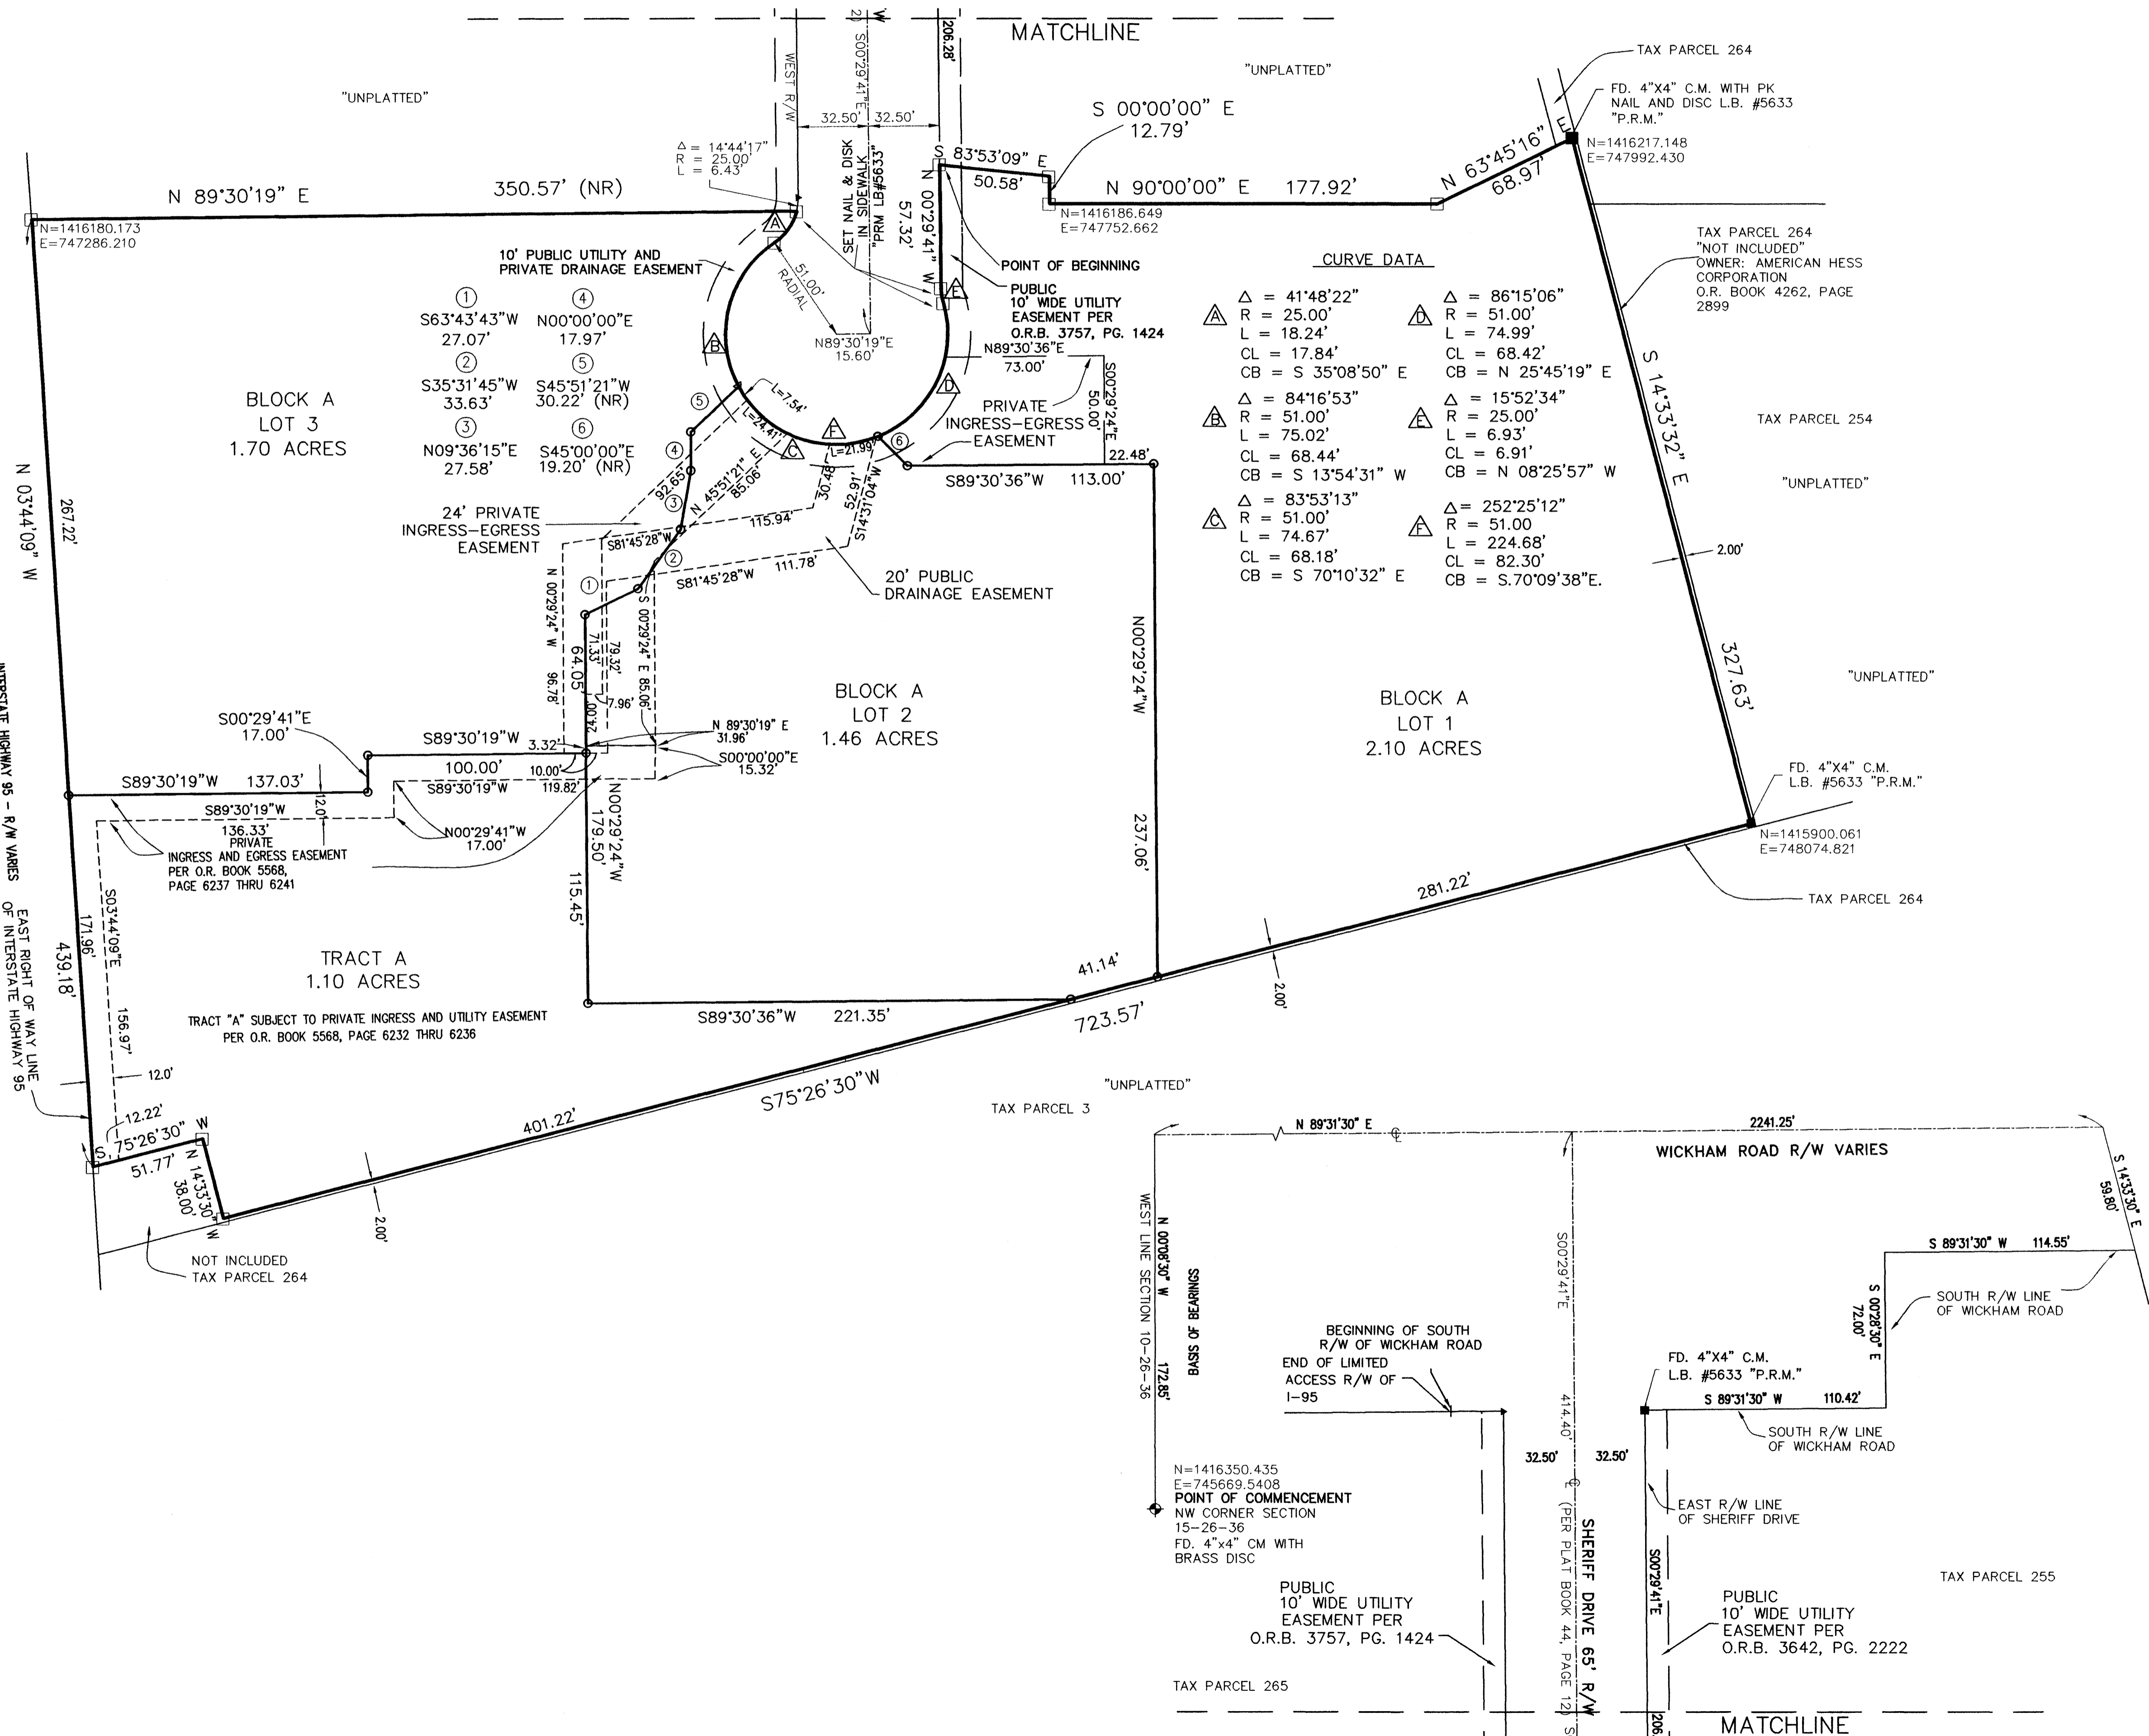 MATCHLINE
206.28'
WEST R/W
2) S00°29'41"E
W
"UNPLATTED"
"UNPLATTED"
TAX PARCEL 264
FD. 4"X4" C.M. WITH PK
NAIL AND DISC L.B. #5633
"P.R.M."
N=1416217.148
E=747992.430
32.50'
32.50'
S 00°00'00" E
12.79'
Δ = 14°44'17"
R = 25.00'
L = 6.43'
N 89°30'19" E
350.57' (NR)
SET NAIL & DISK
IN SIDEWALK
"PRM LB#5633"
S 83°53'09" E
50.58'
N 90°00'00" E 177.92'
N 63°45'16" E
68.97'
N=1416180.173
E=747286.210
N=1416186.649
E=747752.662
N 00°29'41" W
57.32'
TAX PARCEL 264
"NOT INCLUDED"
OWNER: AMERICAN HESS
CORPORATION
O.R. BOOK 4262, PAGE
2899
10' PUBLIC UTILITY AND
PRIVATE DRAINAGE EASEMENT
51.00'
RADIAL
N89°30'19"E
15.60'
POINT OF BEGINNING
PUBLIC
10' WIDE UTILITY
EASEMENT PER
O.R.B. 3757, PG. 1424
N89°30'36"E
73.00'
S00°29'24"E
50.00'
CURVE DATA
A
Δ = 41°48'22"
R = 25.00'
L = 18.24'
CL = 17.84'
CB = S 35°08'50" E
B
Δ = 84°16'53"
R = 51.00'
L = 75.02'
CL = 68.44'
CB = S 13°54'31" W
C
Δ = 83°53'13"
R = 51.00'
L = 74.67'
CL = 68.18'
CB = S 70°10'32" E
D
Δ = 86°15'06"
R = 51.00'
L = 74.99'
CL = 68.42'
CB = N 25°45'19" E
E
Δ = 15°52'34"
R = 25.00'
L = 6.93'
CL = 6.91'
CB = N 08°25'57" W
F
Δ= 252°25'12"
R = 51.00
L = 224.68'
CL = 82.30'
CB = S.70°09'38"E.
1
S63°43'43"W
27.07'
2
S35°31'45"W
33.63'
3
N09°36'15"E
27.58'
4
N00°00'00"E
17.97'
5
S45°51'21"W
30.22' (NR)
6
S45°00'00"E
19.20' (NR)
A
B
C
D
E
F
1
2
3
4
5
6
L=7.54'
L=24.41'
L=21.99'
BLOCK A
LOT 3
1.70 ACRES
PRIVATE
INGRESS-EGRESS
EASEMENT
22.48'
S89°30'36"W 113.00'
92.65'
N 45°51'21" E
85.06'
30.48'
52.91'
S14°31'04"W
24' PRIVATE
INGRESS-EGRESS
EASEMENT
S81°45'28"W
115.94'
S81°45'28"W
111.78'
20' PUBLIC
DRAINAGE EASEMENT
S 14°33'32" E
327.63'
2.00'
TAX PARCEL 254
"UNPLATTED"
"UNPLATTED"
N 03°44'09" W
267.22'
N 00°29'24" W 96.78'
71.33'
64.05'
79.32'
S 00°29'24" E 85.06'
7.96'
24.00'
N 89°30'19" E
31.96'
S00°00'00"E
15.32'
BLOCK A
LOT 2
1.46 ACRES
N00°29'24"W
237.06'
BLOCK A
LOT 1
2.10 ACRES
S00°29'41"E
17.00'
S89°30'19"W
3.32'
100.00'
10.00'
S89°30'19"W 137.03'
12.0'
S89°30'19"W
119.82'
S89°30'19"W
136.33'
N00°29'41"W
17.00'
N00°29'24"W
179.50'
115.45'
PRIVATE
INGRESS AND EGRESS EASEMENT
PER O.R. BOOK 5568,
PAGE 6237 THRU 6241
FD. 4"X4" C.M.
L.B. #5633 "P.R.M."
N=1415900.061
E=748074.821
TAX PARCEL 264
INTERSTATE HIGHWAY 95 - R/W VARIES
EAST RIGHT OF WAY LINE
OF INTERSTATE HIGHWAY 95
171.96'
439.18'
S03°44'09"E
156.97'
12.0'
TRACT A
1.10 ACRES
TRACT "A" SUBJECT TO PRIVATE INGRESS AND UTILITY EASEMENT
PER O.R. BOOK 5568, PAGE 6232 THRU 6236
S89°30'36"W 221.35'
41.14'
281.22'
2.00'
723.57'
S75°26'30"W
401.22'
2.00'
12.22'
S 75°26'30" W
51.77'
N 14°33'30" W
38.00'
NOT INCLUDED
TAX PARCEL 264
TAX PARCEL 3
"UNPLATTED"
N 89°31'30" E
2241.25'
WICKHAM ROAD R/W VARIES
N 00°08'30" W 172.85'
WEST LINE SECTION 10-26-36
BASIS OF BEARINGS
S 14°33'30" E
59.80'
S 89°31'30" W 114.55'
S 00°28'30" E
72.00'
SOUTH R/W LINE
OF WICKHAM ROAD
BEGINNING OF SOUTH
R/W OF WICKHAM ROAD
END OF LIMITED
ACCESS R/W OF
I-95
S00°29'41"E
414.40'
FD. 4"X4" C.M.
L.B. #5633 "P.R.M."
S 89°31'30" W 110.42'
SOUTH R/W LINE
OF WICKHAM ROAD
32.50'
32.50'
N=1416350.435
E=745669.5408
POINT OF COMMENCEMENT
NW CORNER SECTION
15-26-36
FD. 4"x4" CM WITH
BRASS DISC
EAST R/W LINE
OF SHERIFF DRIVE
SHERIFF DRIVE 65' R/W
(PER PLAT BOOK 44, PAGE 12) S
S00°29'41"E
206
PUBLIC
10' WIDE UTILITY
EASEMENT PER
O.R.B. 3757, PG. 1424
PUBLIC
10' WIDE UTILITY
EASEMENT PER
O.R.B. 3642, PG. 2222
TAX PARCEL 255
TAX PARCEL 265
MATCHLINE